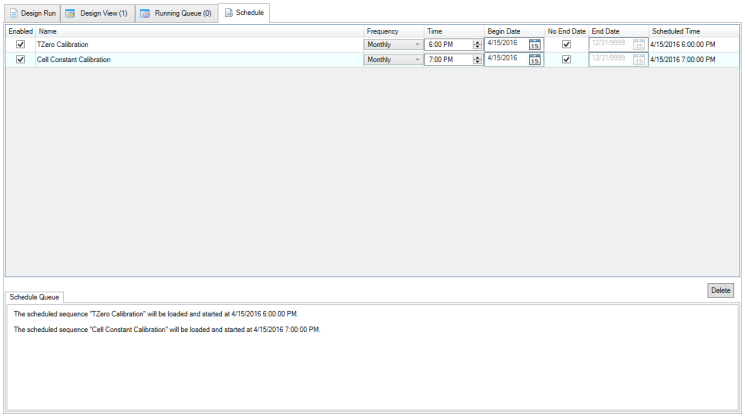 Design Run Design View (1) Running Queue (0) Schedule
Enabled Name Frequency Time Begin Date No End Date End Date Scheduled Time
TZero Calibration Monthly 6:00 PM 4/15/2016 15 12/31/9999 15 4/15/2016 6:00:00 PM
Cell Constant Calibration Monthly 7:00 PM 4/15/2016 15 12/31/9999 15 4/15/2016 7:00:00 PM
Delete
Schedule Queue
The scheduled sequence "TZero Calibration" will be loaded and started at 4/15/2016 6:00:00 PM.
The scheduled sequence "Cell Constant Calibration" will be loaded and started at 4/15/2016 7:00:00 PM.